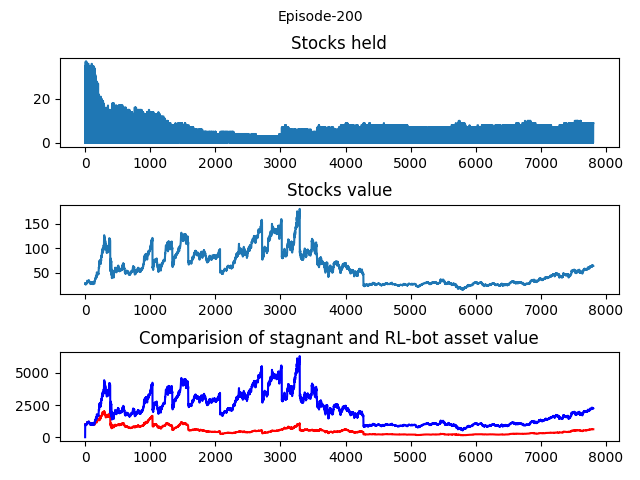 Episode-200
Stocks held
20
0
0 1000 2000 3000 4000 5000 6000 7000 8000
Stocks value
150
100
50
0 1000 2000 3000 4000 5000 6000 7000 8000
Comparision of stagnant and RL-bot asset value
5000
2500
0
0 1000 2000 3000 4000 5000 6000 7000 8000